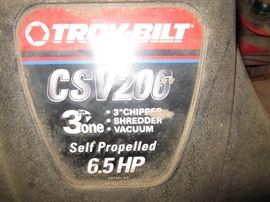 TROY-BILT
CSV206
3 in one
• 3" CHIPPER
• SHREDDER
• VACUUM
Self Propelled
6.5 HP